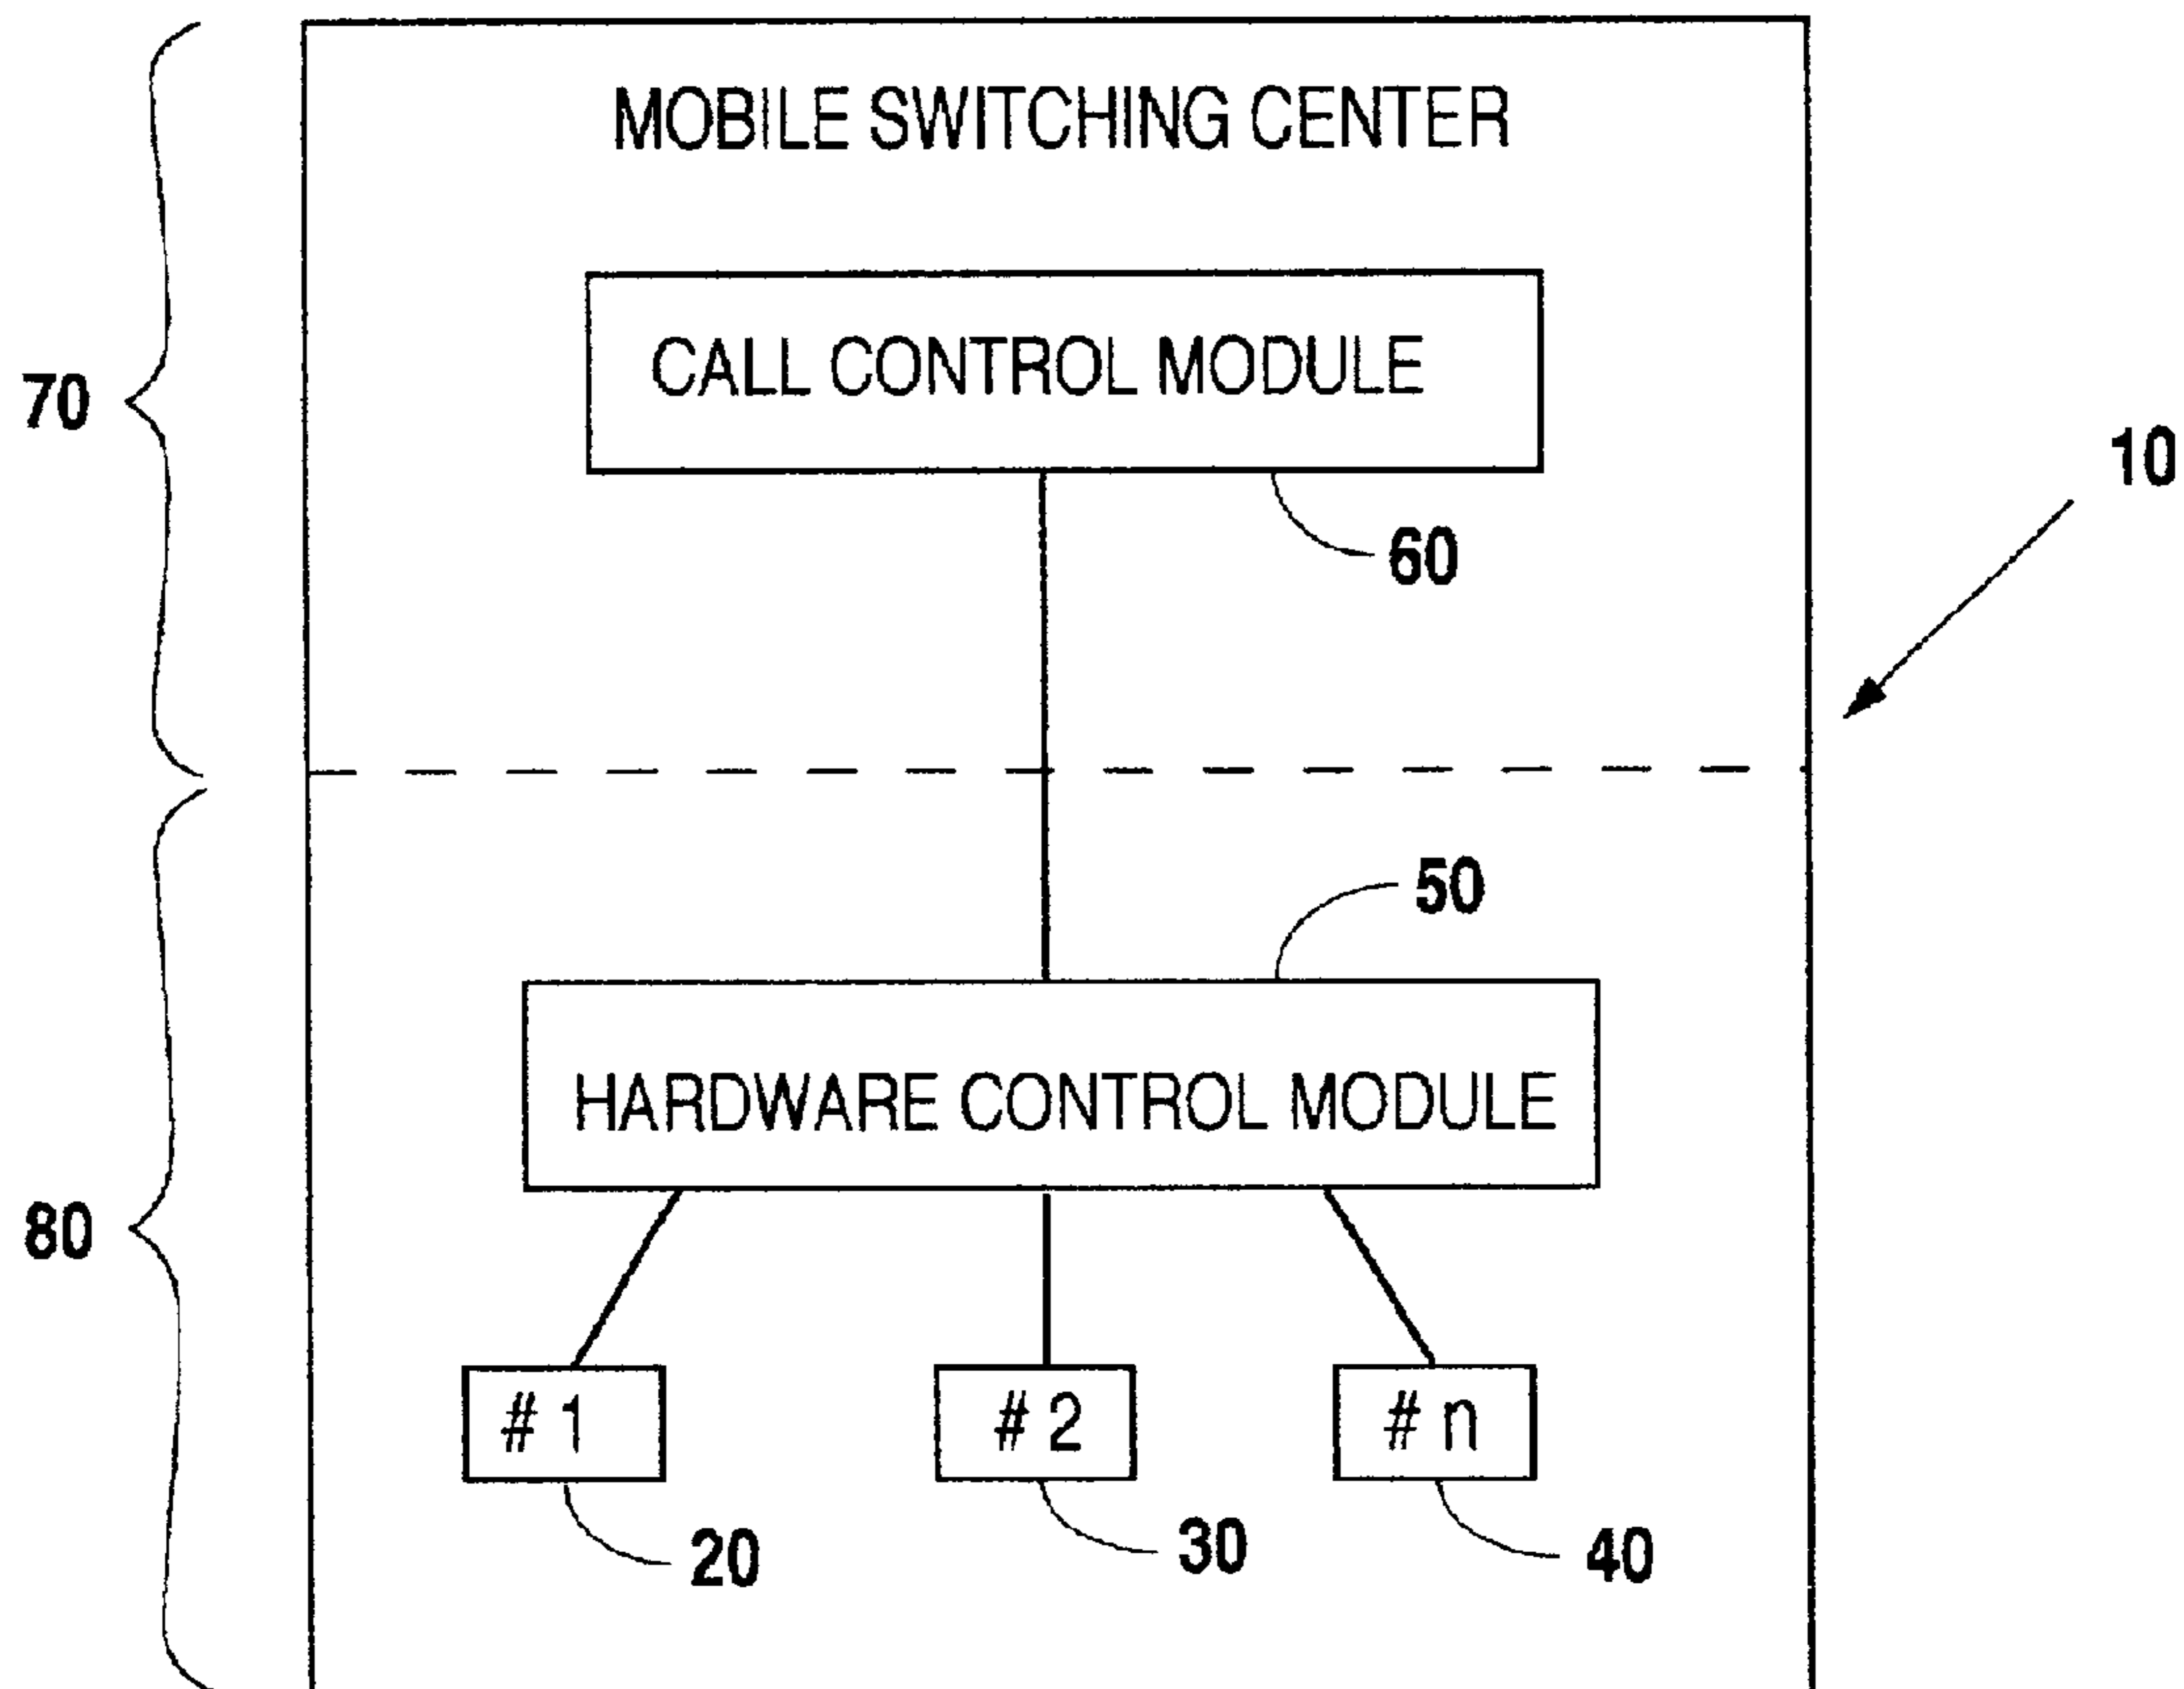 MOBILE SWITCHING CENTER
CALL CONTROL MODULE
70
10
60
50
HARDWARE CONTROL MODULE
80
# 1
# 2
# n
20
30
40